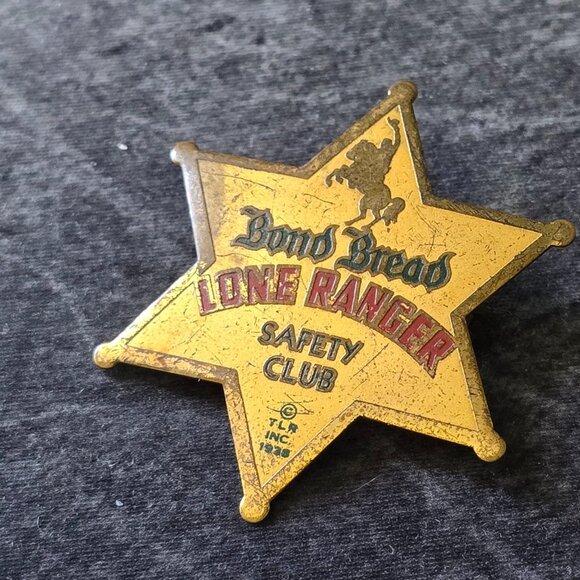 Bond Bread
LONE RANGER
SAFETY
CLUB
©
T.L.R
INC.
1938